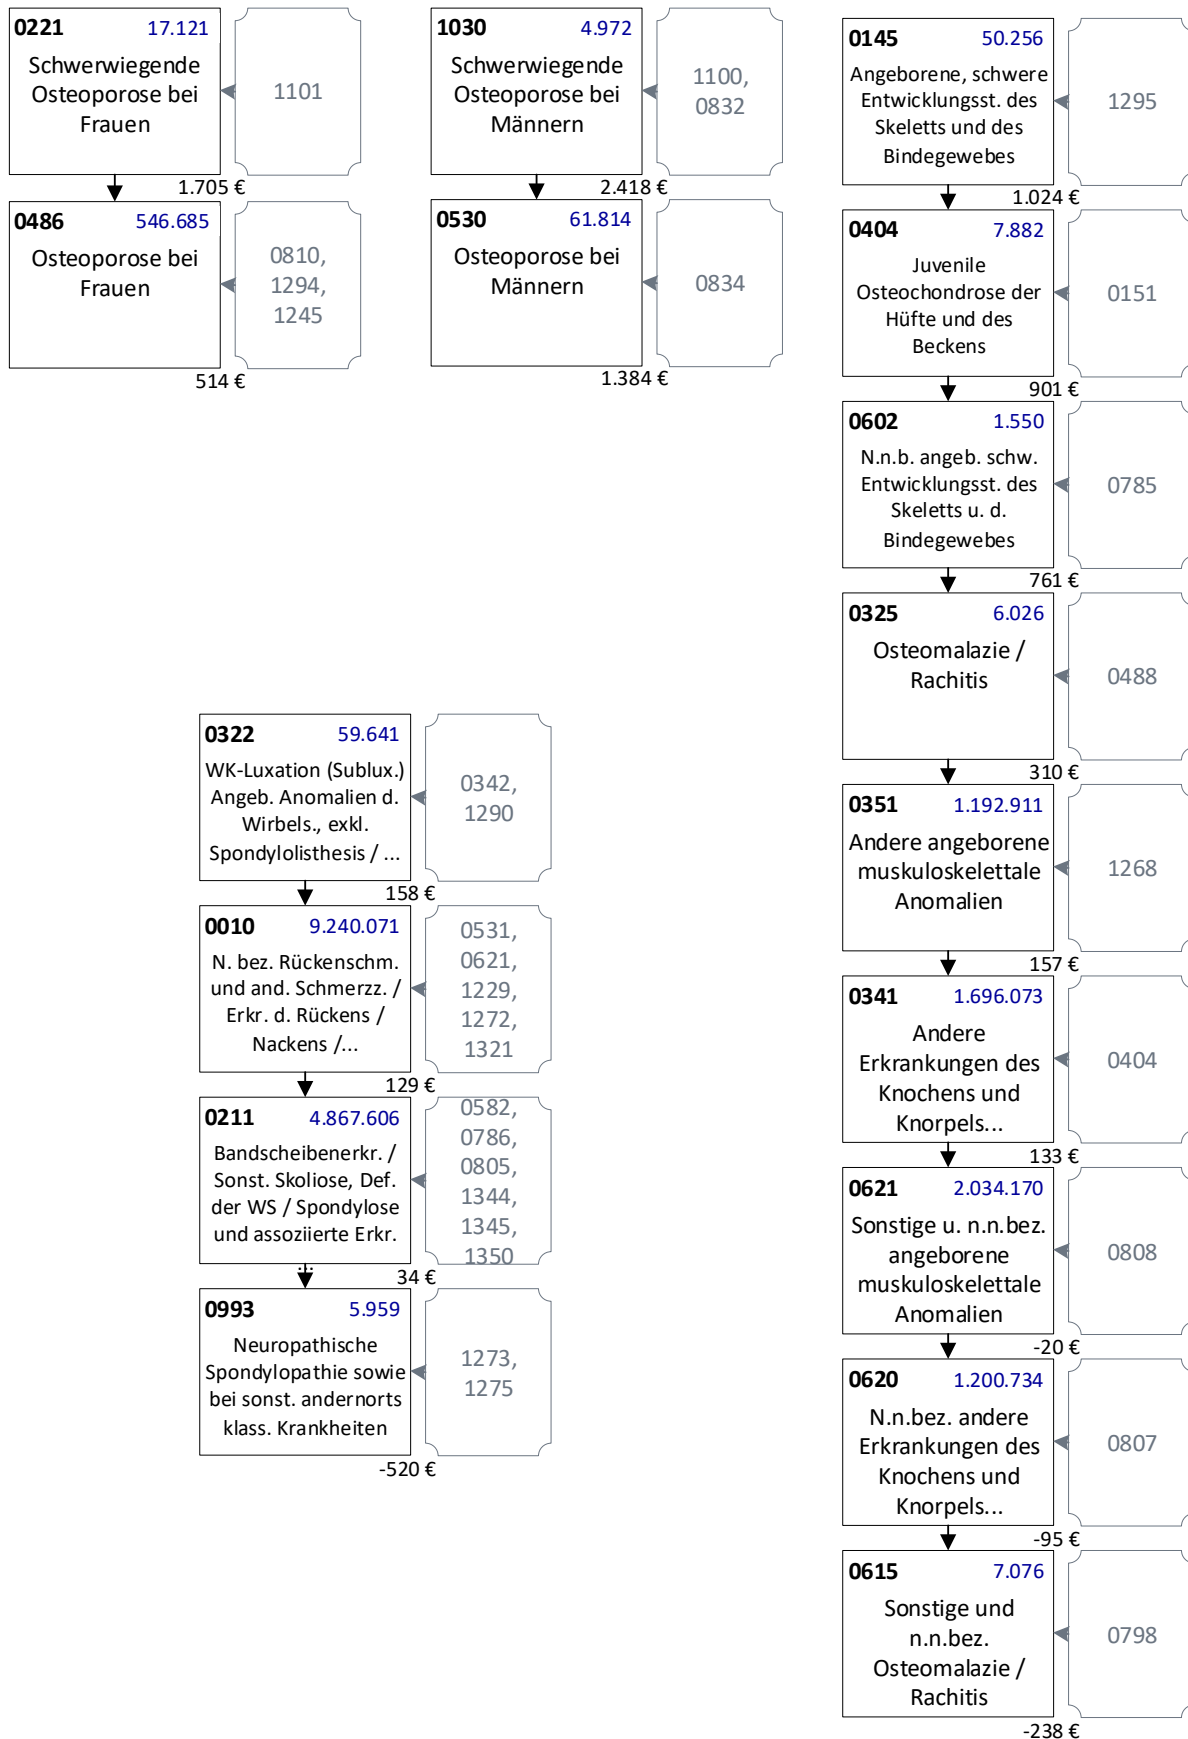 0221 17.121
Schwerwiegende
Osteoporose bei
Frauen
1101
1.705 €
0486 546.685
Osteoporose bei
Frauen
0810,
1294,
1245
514 €
1030 4.972
Schwerwiegende
Osteoporose bei
Männern
1100,
0832
2.418 €
0530 61.814
Osteoporose bei
Männern
0834
1.384 €
0322 59.641
WK-Luxation (Sublux.)
Angeb. Anomalien d.
Wirbels., exkl.
Spondylolisthesis / ...
0342,
1290
158 €
0010 9.240.071
N. bez. Rückenschm.
und and. Schmerzz. /
Erkr. d. Rückens /
Nackens /...
0531,
0621,
1229,
1272,
1321
129 €
0211 4.867.606
Bandscheibenerkr. /
Sonst. Skoliose, Def.
der WS / Spondylose
und assoziierte Erkr.
...
0582,
0786,
0805,
1344,
1345,
1350
34 €
0993 5.959
Neuropathische
Spondylopathie sowie
bei sonst. andernorts
klass. Krankheiten
1273,
1275
-520 €
0145 50.256
Angeborene, schwere
Entwicklungsst. des
Skeletts und des
Bindegewebes
1295
1.024 €
0404 7.882
Juvenile
Osteochondrose der
Hüfte und des
Beckens
0151
901 €
0602 1.550
N.n.b. angeb. schw.
Entwicklungsst. des
Skeletts u. d.
Bindegewebes
0785
761 €
0325 6.026
Osteomalazie /
Rachitis
0488
310 €
0351 1.192.911
Andere angeborene
muskuloskelettale
Anomalien
1268
157 €
0341 1.696.073
Andere
Erkrankungen des
Knochens und
Knorpels...
0404
133 €
0621 2.034.170
Sonstige u. n.n.bez.
angeborene
muskuloskelettale
Anomalien
0808
-20 €
0620 1.200.734
N.n.bez. andere
Erkrankungen des
Knochens und
Knorpels...
0807
-95 €
0615 7.076
Sonstige und
n.n.bez.
Osteomalazie /
Rachitis
0798
-238 €